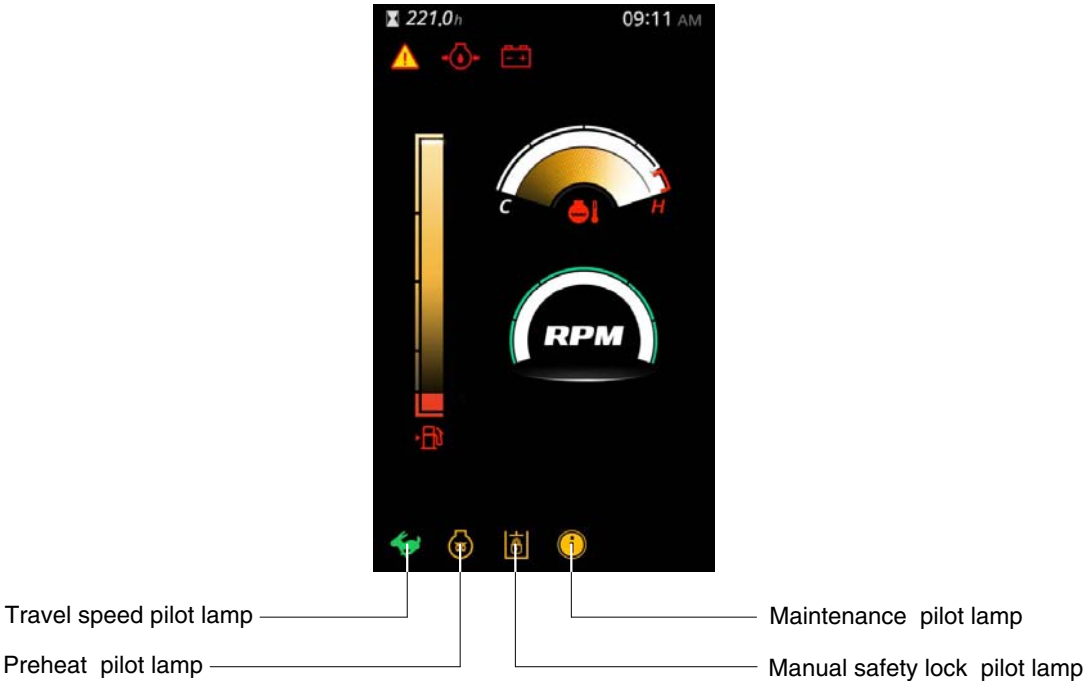 221.0h 09:11 AM
C H
RPM
Travel speed pilot lamp
Maintenance pilot lamp
Preheat pilot lamp
Manual safety lock pilot lamp